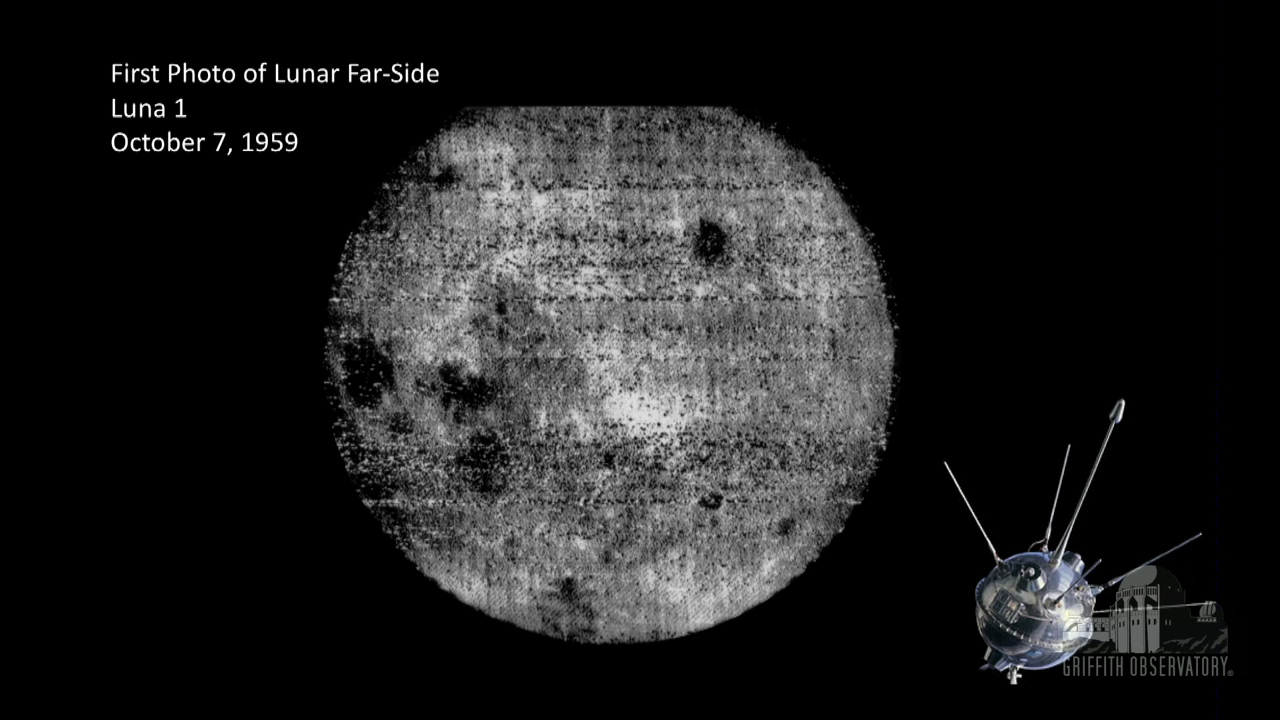 First Photo of Lunar Far-Side
Luna 1
October 7, 1959
GRIFFITH OBSERVATORY®